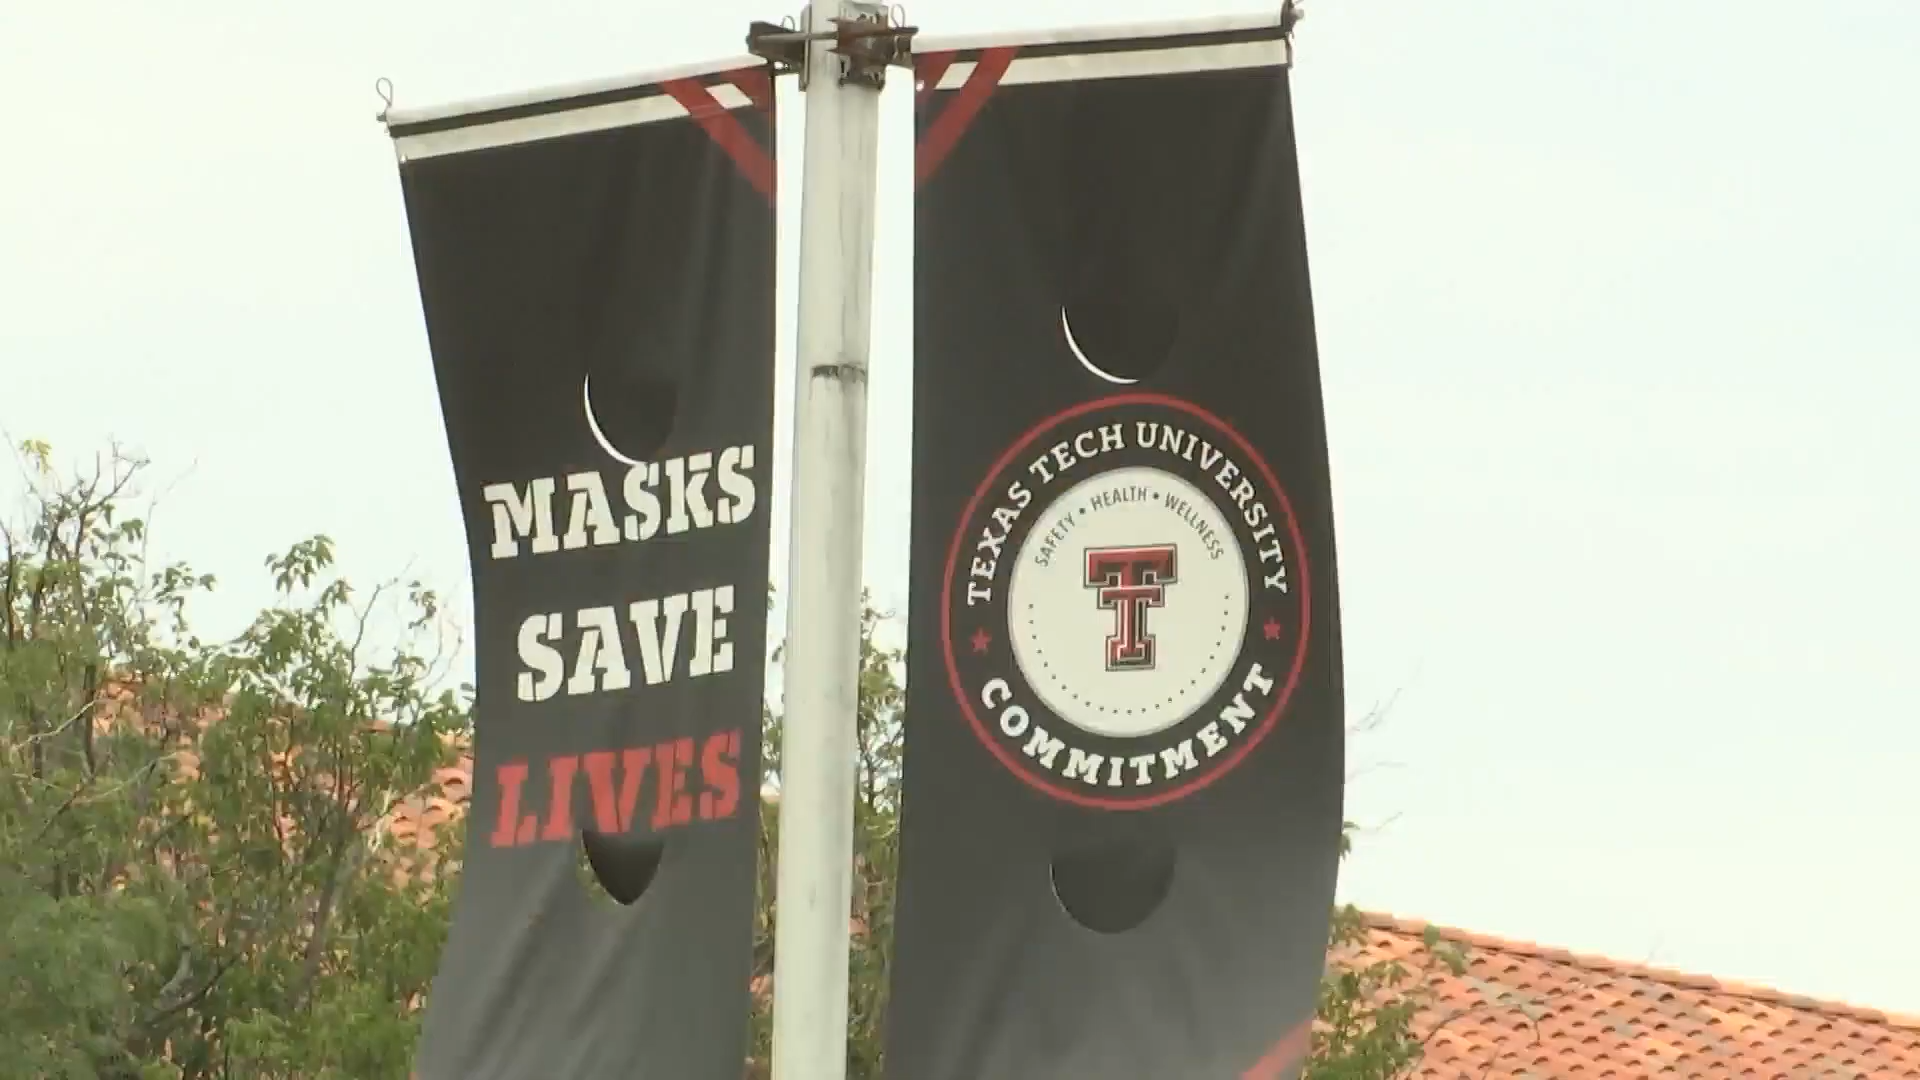 MASKS
SAVE
LIVES
TEXAS TECH UNIVERSITY
SAFETY • HEALTH • WELLNESS
T
COMMITMENT